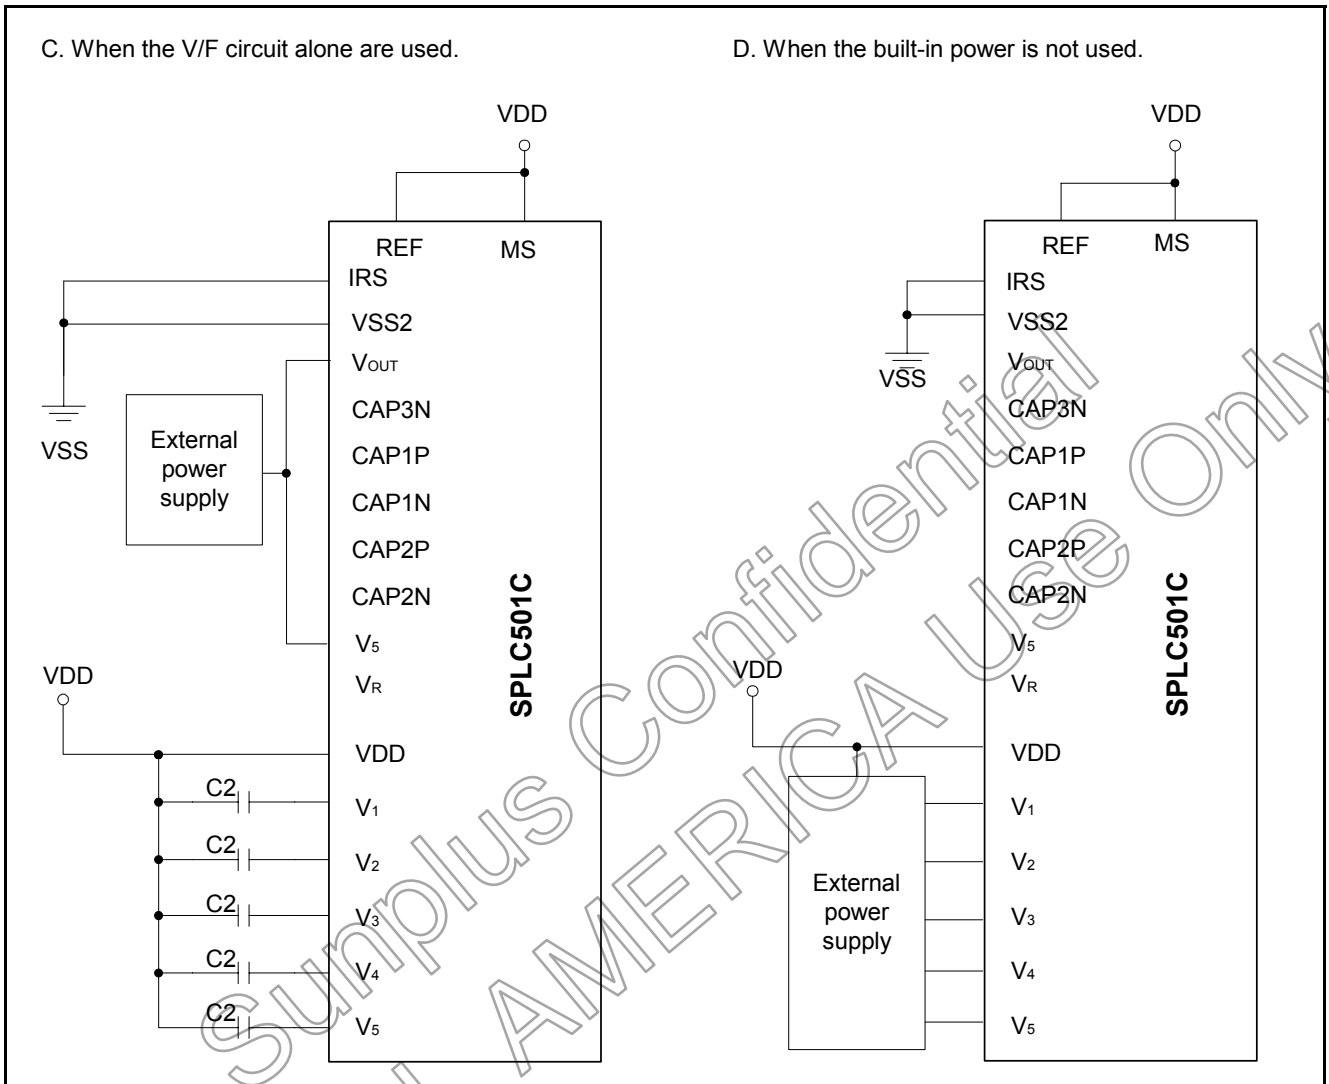 C. When the V/F circuit alone are used.
VDD
REF
MS
IRS
VSS2
VOUT
CAP3N
CAP1P
CAP1N
CAP2P
CAP2N
V5
VR
VDD
V1
V2
V3
V4
V5
SPLC501C
VSS
External
power
supply
VDD
C2
C2
C2
C2
C2
D. When the built-in power is not used.
VDD
REF
MS
IRS
VSS2
VOUT
CAP3N
CAP1P
CAP1N
CAP2P
CAP2N
V5
VR
VDD
V1
V2
V3
V4
V5
SPLC501C
VSS
VDD
External
power
supply
Sunplus Confidential
AMERICA Use Only